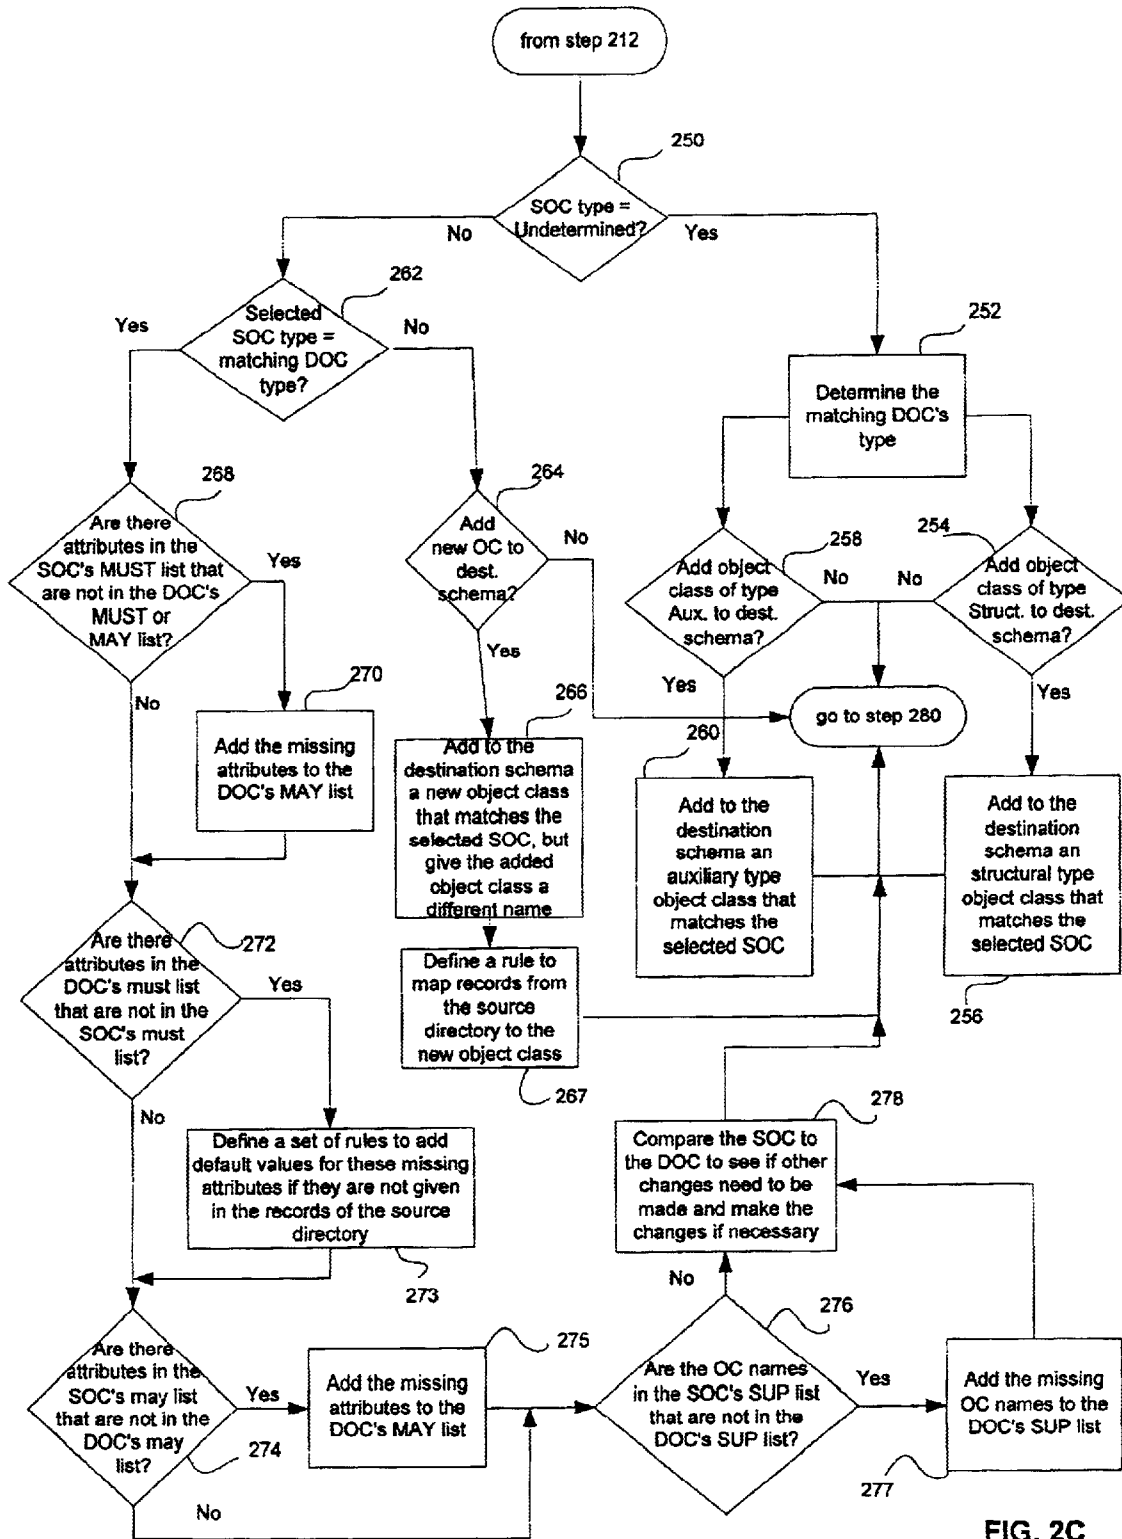 from step 212
250
SOC type =
Undetermined?
No
Yes
262
Selected
SOC type =
matching DOC
type?
Yes
No
252
Determine the
matching DOC's
type
268
Are there
attributes in the
SOC's MUST list that
are not in the DOC's
MUST or
MAY list?
Yes
No
264
Add
new OC to
dest.
schema?
No
Yes
258
Add object
class of type
Aux. to dest.
schema?
No
Yes
254
Add object
class of type
Struct. to dest.
schema?
No
Yes
270
Add the missing
attributes to the
DOC's MAY list
266
Add to the
destination schema
a new object class
that matches the
selected SOC, but
give the added
object class a
different name
go to step 280
260
Add to the
destination
schema an
auxiliary type
object class that
matches the
selected SOC
Add to the
destination
schema an
structural type
object class that
matches the
selected SOC
256
272
Are there
attributes in the
DOC's must list
that are not in the
SOC's must
list?
Yes
No
Define a rule to
map records from
the source
directory to the
new object class
267
Define a set of rules to add
default values for these missing
attributes if they are not given
in the records of the source
directory
273
278
Compare the SOC to
the DOC to see if other
changes need to be
made and make the
changes if necessary
Are there
attributes in the
SOC's may list
that are not in the
DOC's may
list?
274
Yes
No
275
Add the missing
attributes to the
DOC's MAY list
276
Are the OC names
in the SOC's SUP list
that are not in the
DOC's SUP list?
No
Yes
Add the missing
OC names to the
DOC's SUP list
277
FIG. 2C